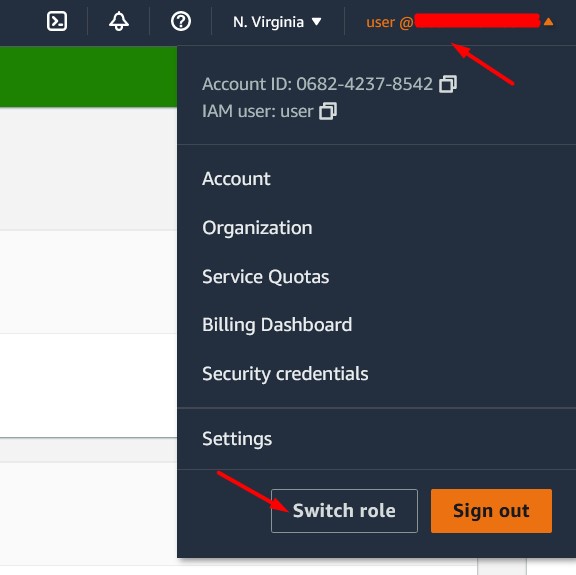 N. Virginia ▼ user @
Account ID: 0682-4237-8542
IAM user: user
Account
Organization
Service Quotas
Billing Dashboard
Security credentials
Settings
Switch role Sign out